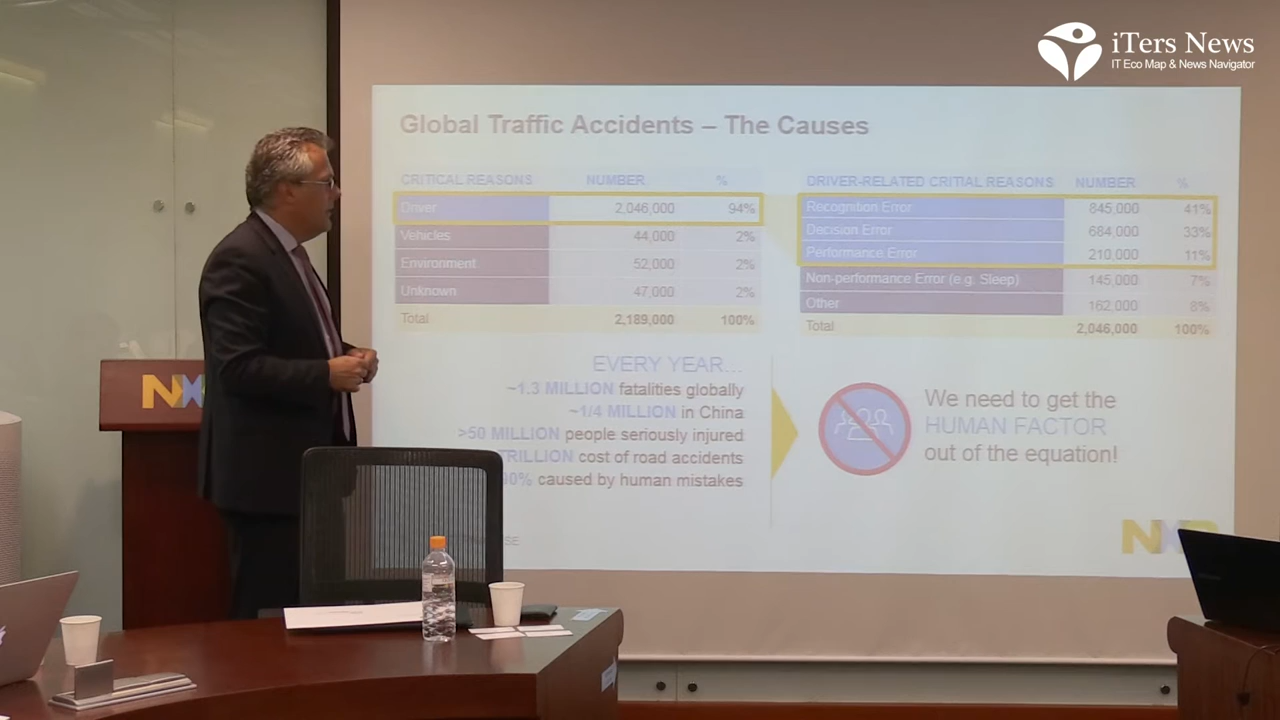 iTers News
IT Eco Map & News Navigator
Global Traffic Accidents – The Causes
CRITICAL REASONS NUMBER %
Driver 2,046,000 94%
Vehicles 44,000 2%
Environment 52,000 2%
Unknown 47,000 2%
Total 2,189,000 100%
DRIVER-RELATED CRITIAL REASONS NUMBER %
Recognition Error 845,000 41%
Decision Error 684,000 33%
Performance Error 210,000 11%
Non-performance Error (e.g. Sleep) 145,000 7%
Other 162,000 8%
Total 2,046,000 100%
EVERY YEAR...
~1.3 MILLION fatalities globally
~1/4 MILLION in China
>50 MILLION people seriously injured
TRILLION cost of road accidents
90% caused by human mistakes
We need to get the
HUMAN FACTOR
out of the equation!
NXP
NX